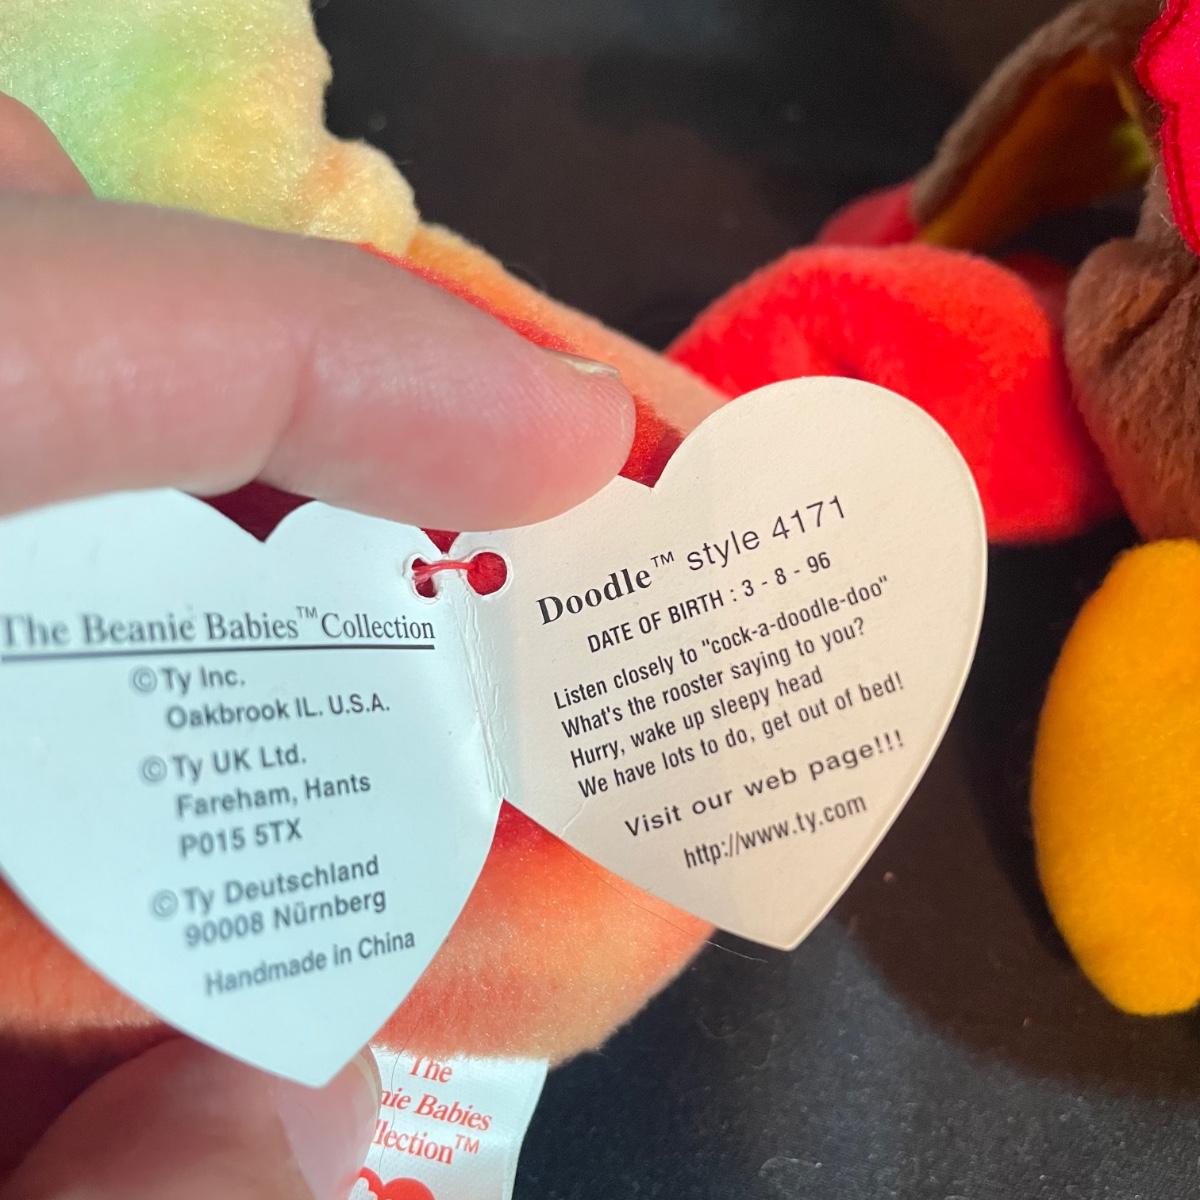 The Beanie Babies™ Collection
©Ty Inc.
Oakbrook IL. U.S.A.
©Ty UK Ltd.
Fareham, Hants
P015 5TX
©Ty Deutschland
90008 Nürnberg
Handmade in China
Doodle™ style 4171
DATE OF BIRTH : 3 - 8 - 96
Listen closely to "cock-a-doodle-doo"
What's the rooster saying to you?
Hurry, wake up sleepy head
We have lots to do, get out of bed!
Visit our web page!!!
http://www.ty.com
The
nie Babies
llection™